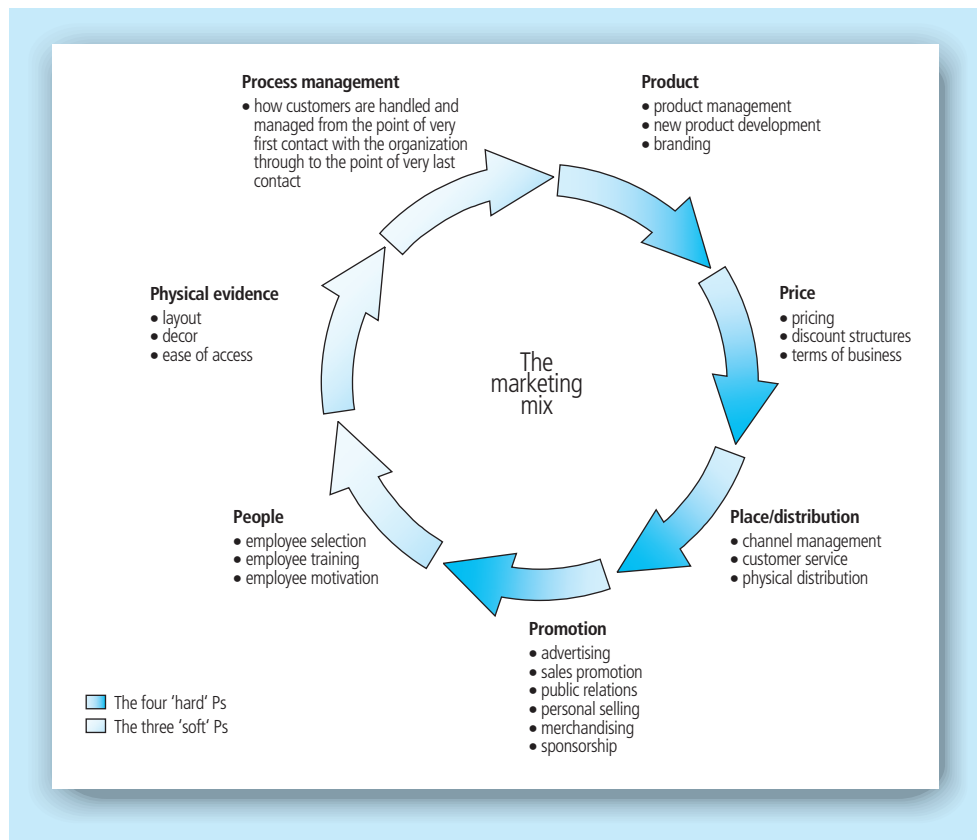 Process management
• how customers are handled and
managed from the point of very
first contact with the organization
through to the point of very last
contact
Product
• product management
• new product development
• branding
Physical evidence
• layout
• decor
• ease of access
Price
• pricing
• discount structures
• terms of business
The
marketing
mix
People
• employee selection
• employee training
• employee motivation
Place/distribution
• channel management
• customer service
• physical distribution
Promotion
• advertising
• sales promotion
• public relations
• personal selling
• merchandising
• sponsorship
The four ‘hard’ Ps
The three ‘soft’ Ps